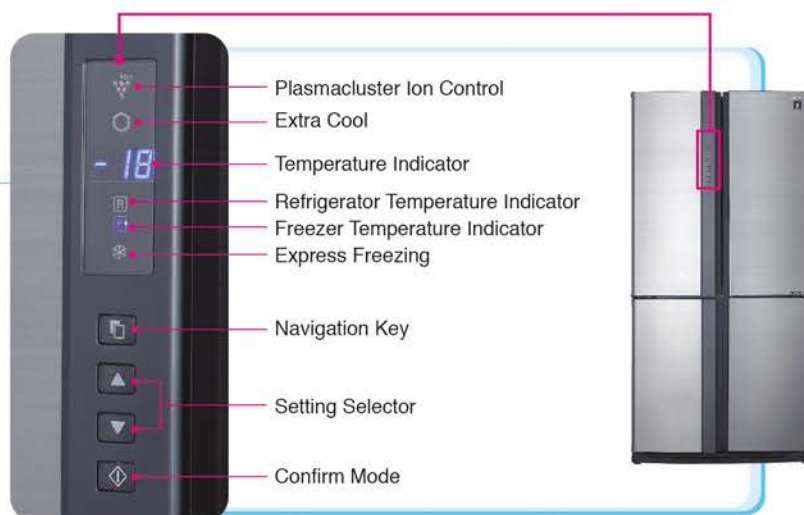 Plasmacluster Ion Control
Extra Cool
-18
Temperature Indicator
R
Refrigerator Temperature Indicator
Freezer Temperature Indicator
Express Freezing
Navigation Key
Setting Selector
Confirm Mode